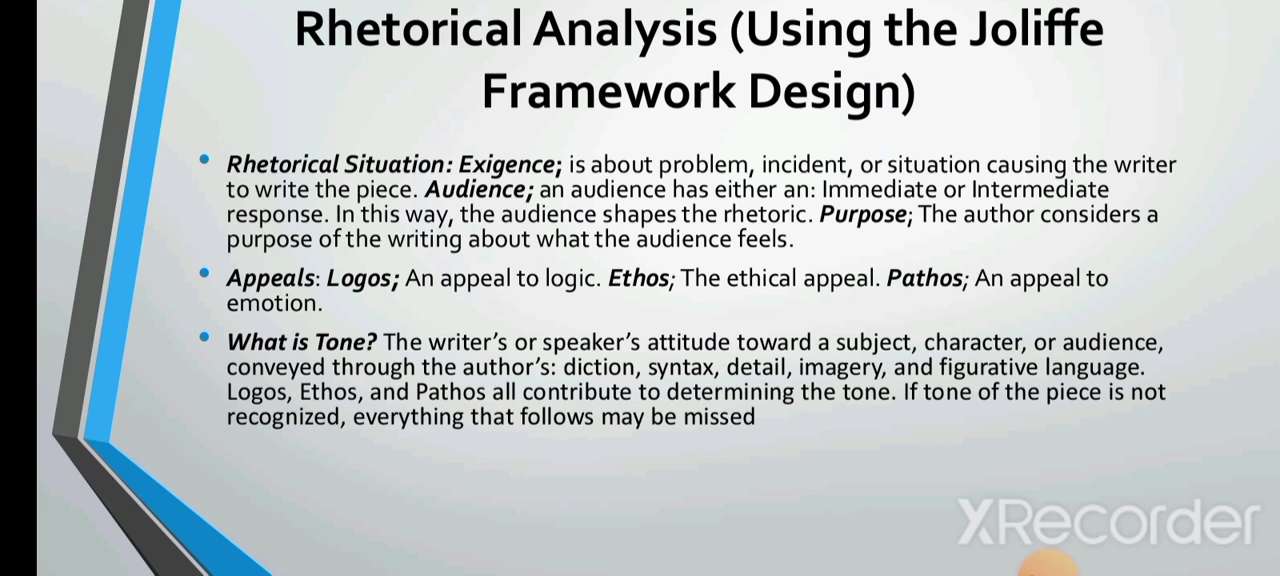 Rhetorical Analysis (Using the Joliffe
Framework Design)
• Rhetorical Situation: Exigence; is about problem, incident, or situation causing the writer
to write the piece. Audience; an audience has either an: Immediate or Intermediate
response. In this way, the audience shapes the rhetoric. Purpose; The author considers a
purpose of the writing about what the audience feels.
• Appeals: Logos; An appeal to logic. Ethos; The ethical appeal. Pathos; An appeal to
emotion.
• What is Tone? The writer’s or speaker’s attitude toward a subject, character, or audience,
conveyed through the author’s: diction, syntax, detail, imagery, and figurative language.
Logos, Ethos, and Pathos all contribute to determining the tone. If tone of the piece is not
recognized, everything that follows may be missed
XRecorder